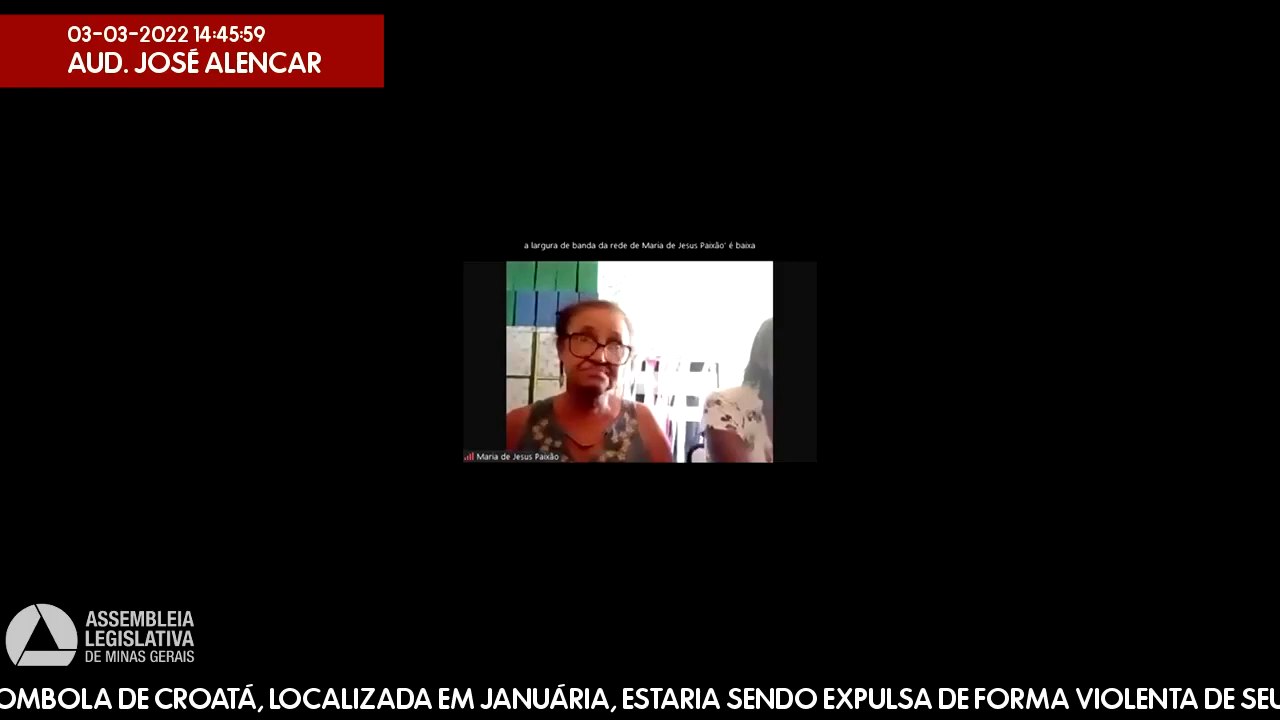 03-03-2022 14:45:59
AUD. JOSÉ ALENCAR
a largura de banda da rede de Maria de Jesus Paixão' é baixa
Maria de Jesus Paixão
ASSEMBLEIA
LEGISLATIVA
DE MINAS GERAIS
OMBOLA DE CROATÁ, LOCALIZADA EM JANUÁRIA, ESTARIA SENDO EXPULSA DE FORMA VIOLENTA DE SEU